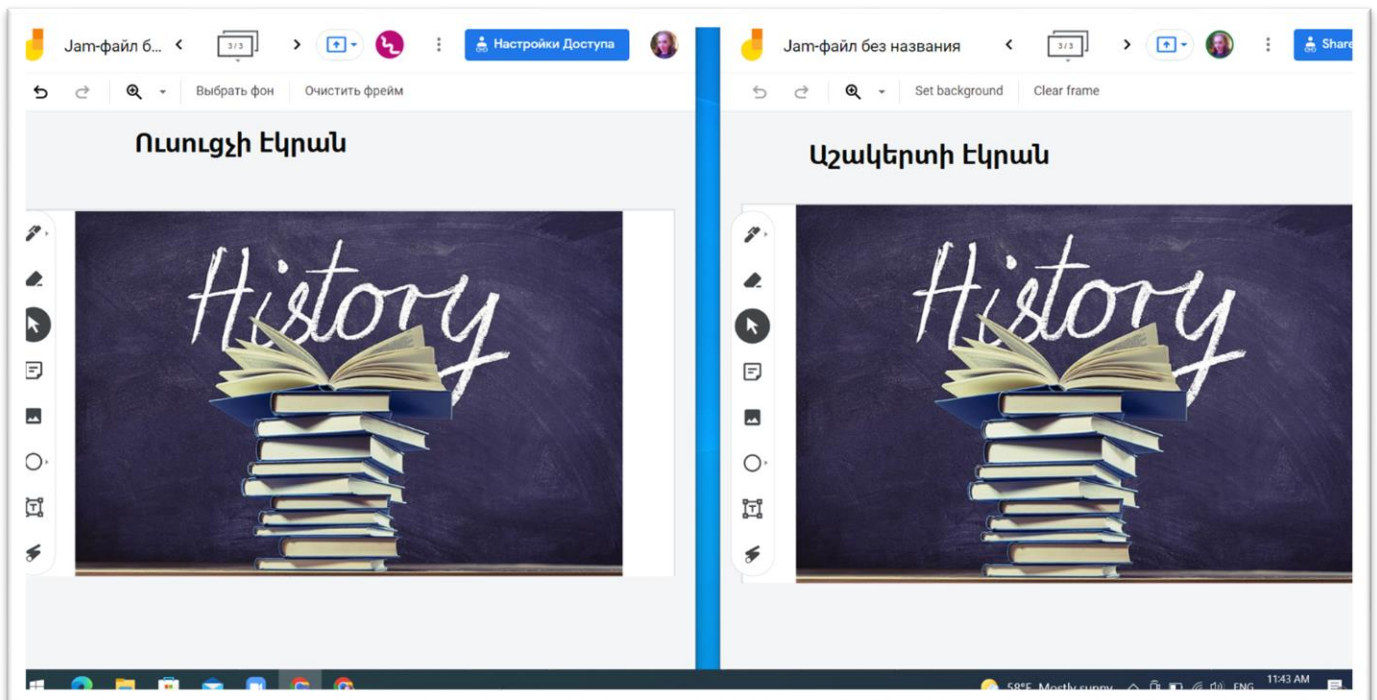 Jam-файл б...
3/3
Настройки Доступа
Выбрать фон
Очистить фрейм
Ուսուցչի էկրան
History
Jam-файл без названия
3/3
Share
Set background
Clear frame
Աշակերտի էկրան
History
58°F Mostly sunny
ENG
11:43 AM